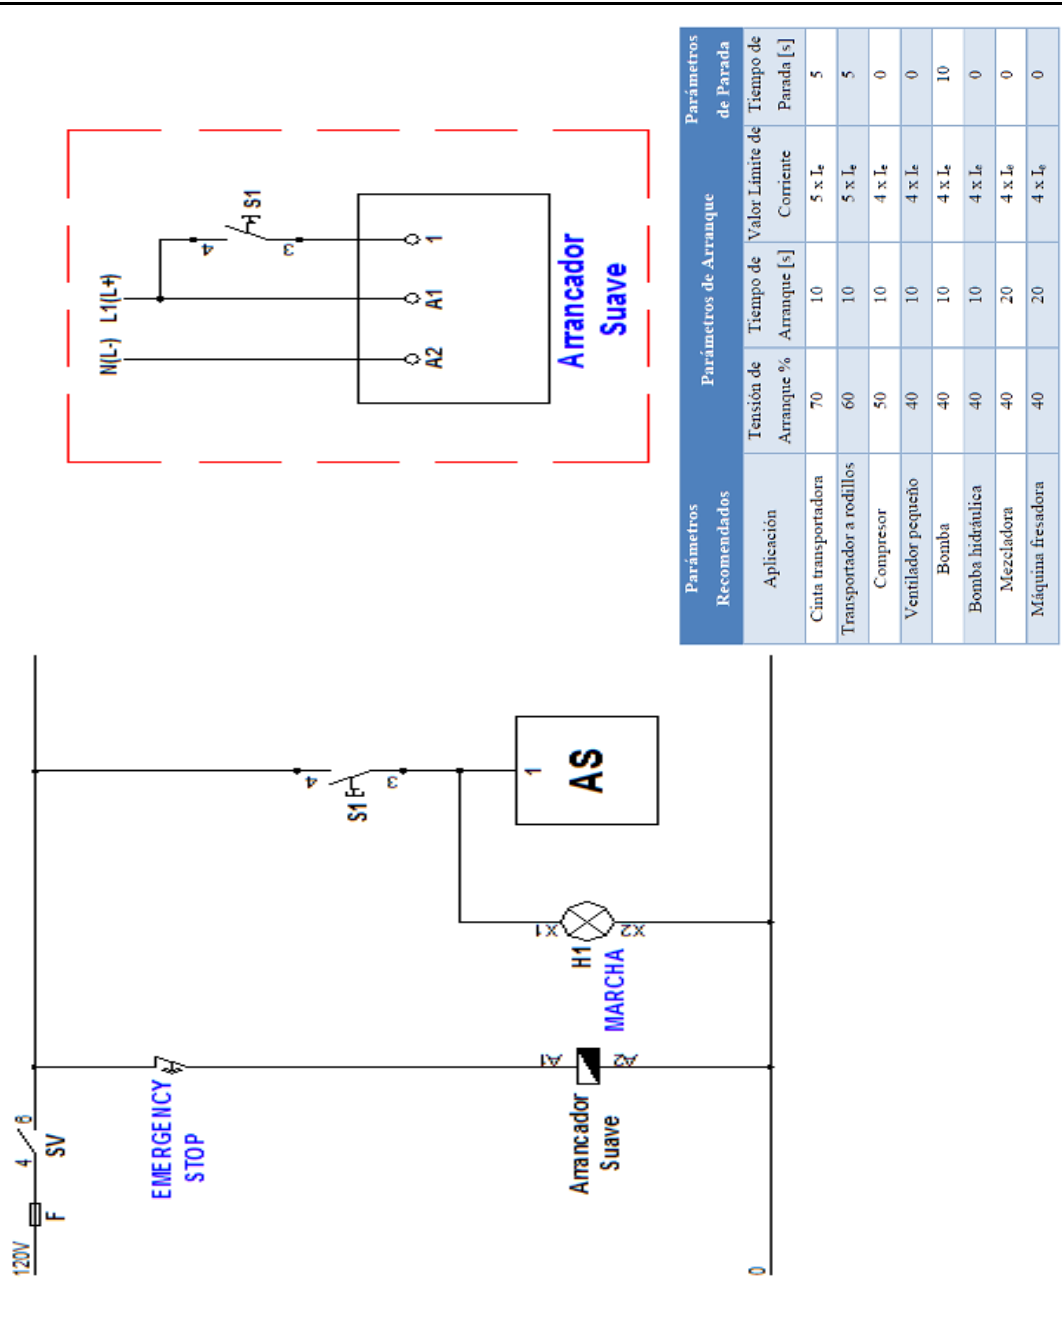 120V
F
4
6
SV
EMERGENCY
STOP
A1
A2
Arrancador
Suave
X1
X2
H1
MARCHA
4
3
S1
1
AS
0
N(L-)
L1(L+)
4
3
S1
A2
A1
1
Arrancador
Suave
Parámetros
Recomendados
Parámetros de Arranque
Parámetros
de Parada
Aplicación
Tensión de
Arranque %
Tiempo de
Arranque [s]
Valor Límite de
Corriente
Tiempo de
Parada [s]
Cinta transportadora 70 10 5 x Ie 5
Transportador a rodillos 60 10 5 x Ie 5
Compresor 50 10 4 x Ie 0
Ventilador pequeño 40 10 4 x Ie 0
Bomba 40 10 4 x Ie 10
Bomba hidráulica 40 10 4 x Ie 0
Mezcladora 40 20 4 x Ie 0
Máquina fresadora 40 20 4 x Ie 0